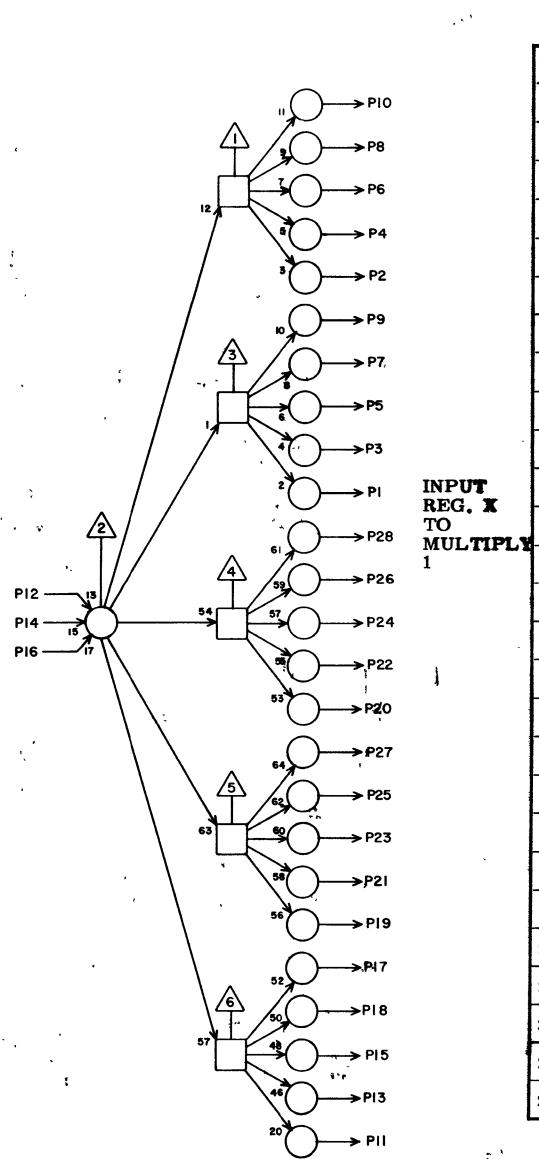 11 P10
1
9 P8
7 P6
12
5 P4
3 P2
10 P9
3
8 P7
6 P5
1
4 P3
2 P1
INPUT
REG. X
TO
MULTIPLY
1
61 P28
2
4
59 P26
P12 13
54 57 P24
P14 15
P16 17
55 P22
53 P20
64 P27
5
62 P25
63 60 P23
58 P21
56 P19
52 P17
6
50 P18
57 48 P15
46 P13
20 P11